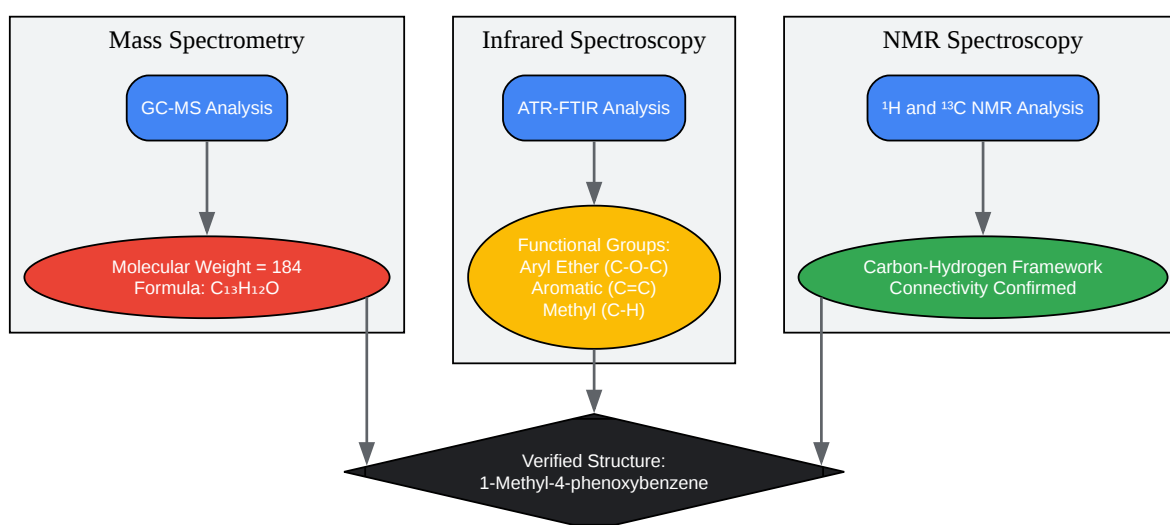 Mass Spectrometry
GC-MS Analysis
Molecular Weight = 184
Formula: C₁₃H₁₂O
Infrared Spectroscopy
ATR-FTIR Analysis
Functional Groups:
Aryl Ether (C-O-C)
Aromatic (C=C)
Methyl (C-H)
NMR Spectroscopy
¹H and ¹³C NMR Analysis
Carbon-Hydrogen Framework
Connectivity Confirmed
Verified Structure:
1-Methyl-4-phenoxybenzene